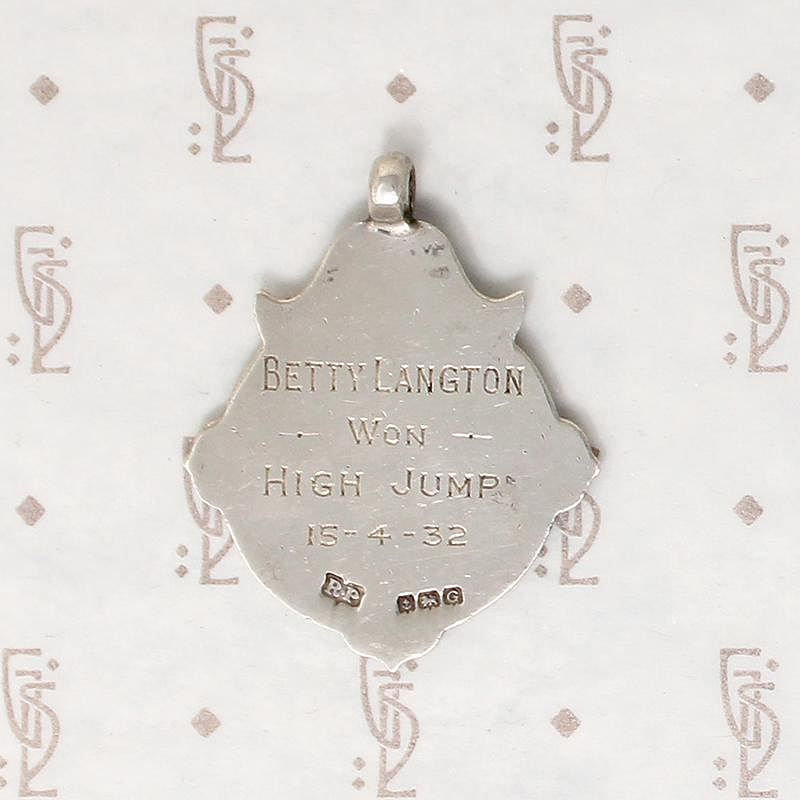 BETTY LANGTON
WON
HIGH JUMP
15-4-32
R.P G